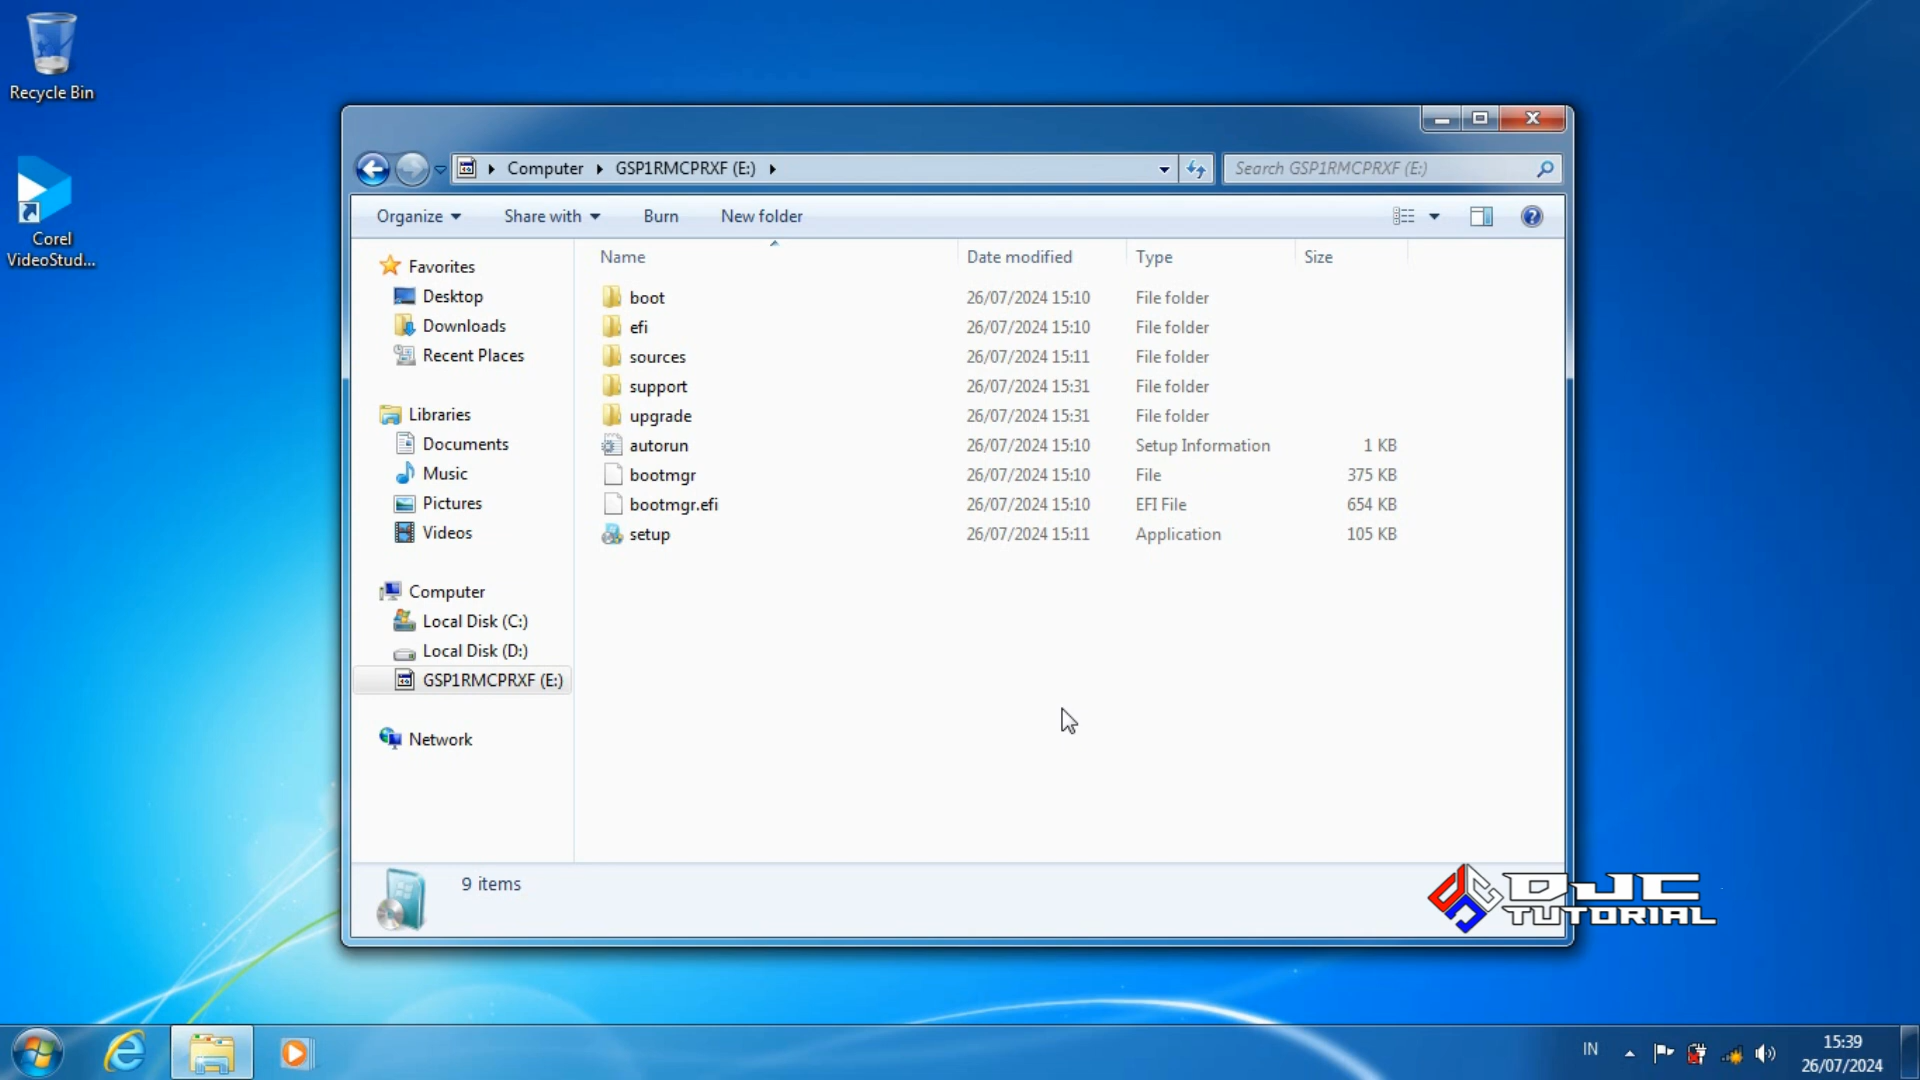 Recycle Bin
Corel
VideoStud...
Computer
GSP1RMCPRXF (E:)
Search GSP1RMCPRXF (E:)
Organize
Share with
Burn
New folder
Name
Date modified
Type
Size
Favorites
Desktop
Downloads
Recent Places
Libraries
Documents
Music
Pictures
Videos
Computer
Local Disk (C:)
Local Disk (D:)
GSP1RMCPRXF (E:)
Network
boot 26/07/2024 15:10 File folder
efi 26/07/2024 15:10 File folder
sources 26/07/2024 15:11 File folder
support 26/07/2024 15:31 File folder
upgrade 26/07/2024 15:31 File folder
autorun 26/07/2024 15:10 Setup Information 1 KB
bootmgr 26/07/2024 15:10 File 375 KB
bootmgr.efi 26/07/2024 15:10 EFI File 654 KB
setup 26/07/2024 15:11 Application 105 KB
9 items
DJC
TUTORIAL
IN
15:39
26/07/2024